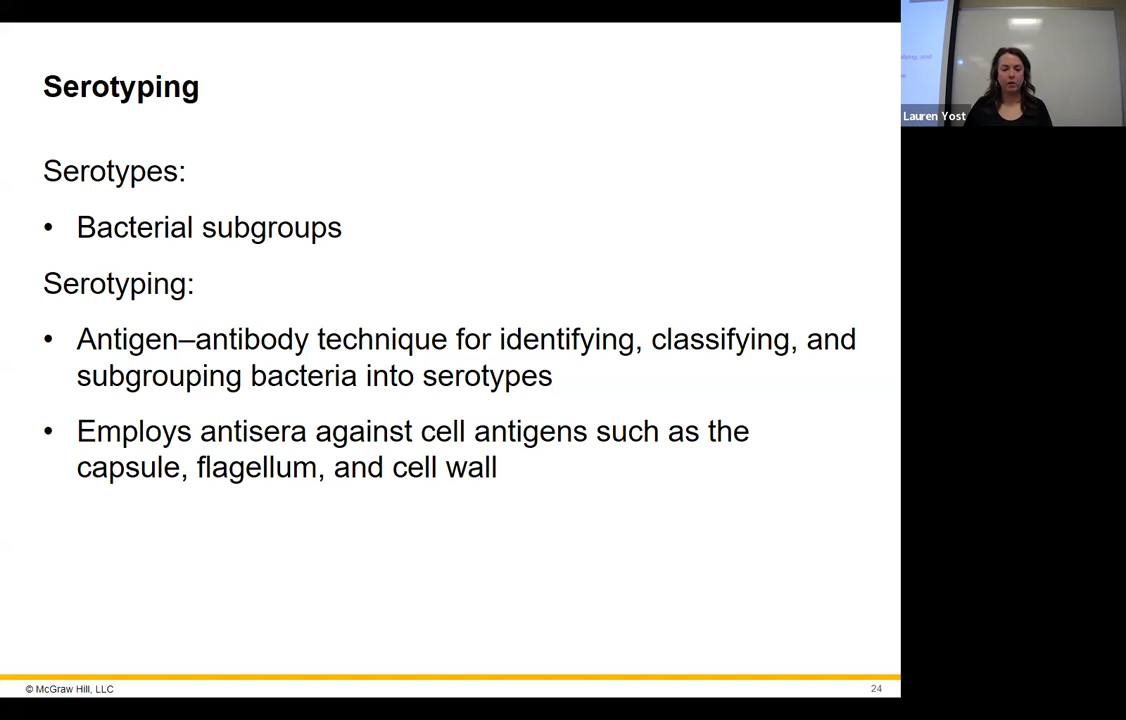 Serotyping
Serotypes:
• Bacterial subgroups
Serotyping:
• Antigen–antibody technique for identifying, classifying, and
subgrouping bacteria into serotypes
• Employs antisera against cell antigens such as the
capsule, flagellum, and cell wall
© McGraw Hill, LLC
24
Lauren Yost